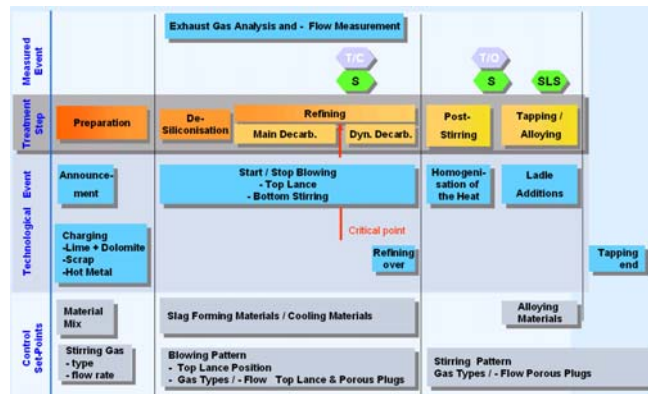 Measured
Event
Exhaust Gas Analysis and - Flow Measurement
T/C
S
T/O
S
SLS
Treatment
Step
Preparation
De-
Siliconisation
Refining
Main Decarb.
Dyn. Decarb.
Post-
Stirring
Tapping /
Alloying
Technological Event
Announce-
ment
Start / Stop Blowing
- Top Lance
- Bottom Stirring
Homogeni-
sation of
the Heat
Ladle
Additions
Critical point
Charging
-Lime + Dolomite
-Scrap
-Hot Metal
Refining
over
Tapping
end
Control
Set-Points
Material
Mix
Slag Forming Materials / Cooling Materials
Alloying
Materials
Stirring Gas
- type
- flow rate
Blowing Pattern
- Top Lance Position
- Gas Types / - Flow Top Lance & Porous Plugs
Stirring Pattern
Gas Types / - Flow Porous Plugs